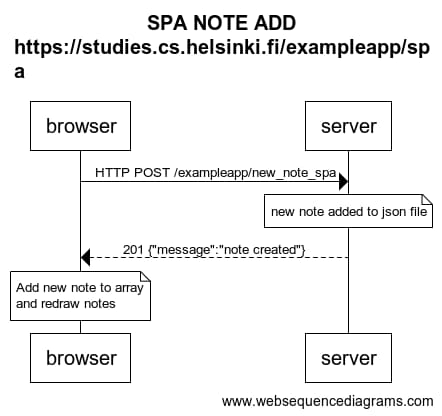 SPA NOTE ADD
https://studies.cs.helsinki.fi/exampleapp/sp
a
browser
server
HTTP POST /exampleapp/new_note_spa
new note added to json file
201 {"message":"note created"}
Add new note to array
and redraw notes
browser
server
www.websequencediagrams.com